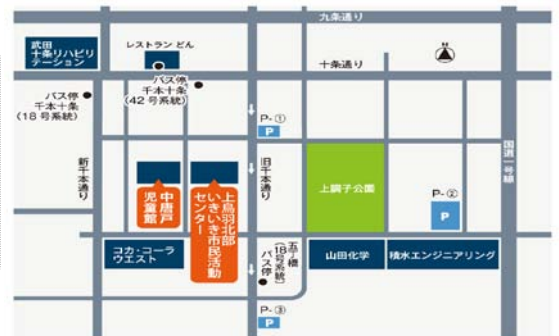 九条通り
武田
十条リハビリ
テーション
レストラン どん
十条通り
N
バス停
千本十条
(42号系統)
バス停
千本十条
(18号系統)
P-①
P
新千本通り
旧千本通り
国道一号線
中唐戸
児童館
上鳥羽北部
いきいき市民活動
センター
上調子公園
P-②
P
コカ・コーラ
ウエスト
五丁橋
(18号系統)
バス停
山田化学
積水エンジニアリング
P-③
P